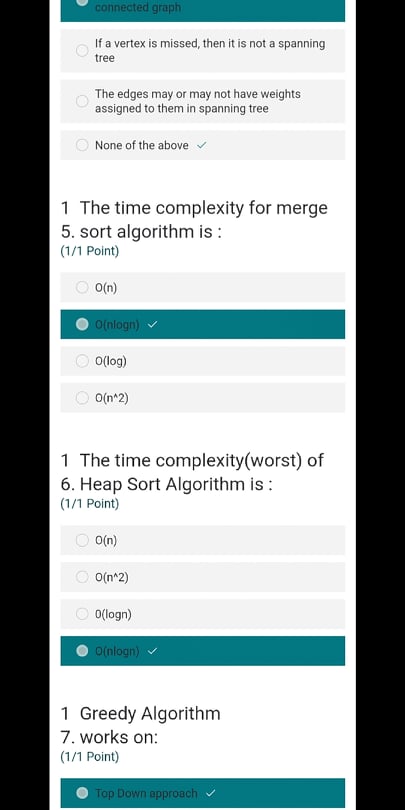 connected graph
If a vertex is missed, then it is not a spanning
tree
The edges may or may not have weights
assigned to them in spanning tree
None of the above ✓
1 The time complexity for merge
5. sort algorithm is :
(1/1 Point)
O(n)
O(nlogn) ✓
O(log)
O(n^2)
1 The time complexity(worst) of
6. Heap Sort Algorithm is :
(1/1 Point)
O(n)
O(n^2)
0(logn)
O(nlogn) ✓
1 Greedy Algorithm
7. works on:
(1/1 Point)
Top Down approach ✓